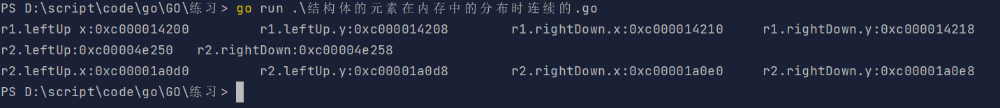 PS D:\script\code\go\GO\练习> go run .\结构体的元素在内存中的分布时连续的.go
r1.leftUp x:0xc000014200 r1.leftUp.y:0xc000014208 r1.rightDown.x:0xc000014210 r1.rightDown.y:0xc000014218
r2.leftUp:0xc00004e250 r2.rightDown:0xc00004e258
r2.leftUp.x:0xc00001a0d0 r2.leftUp.y:0xc00001a0d8 r2.rightDown.x:0xc00001a0e0 r2.rightDown.y:0xc00001a0e8
PS D:\script\code\go\GO\练习>